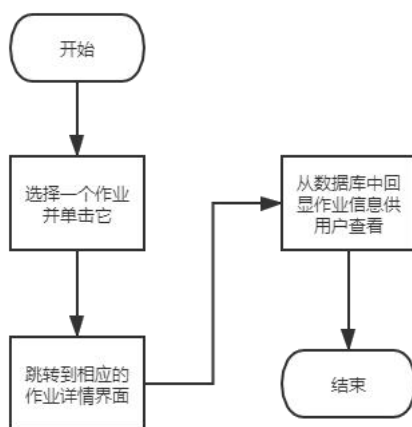 开始
选择一个作业
并单击它
跳转到相应的
作业详情界面
从数据库中回
显作业信息供
用户查看
结束